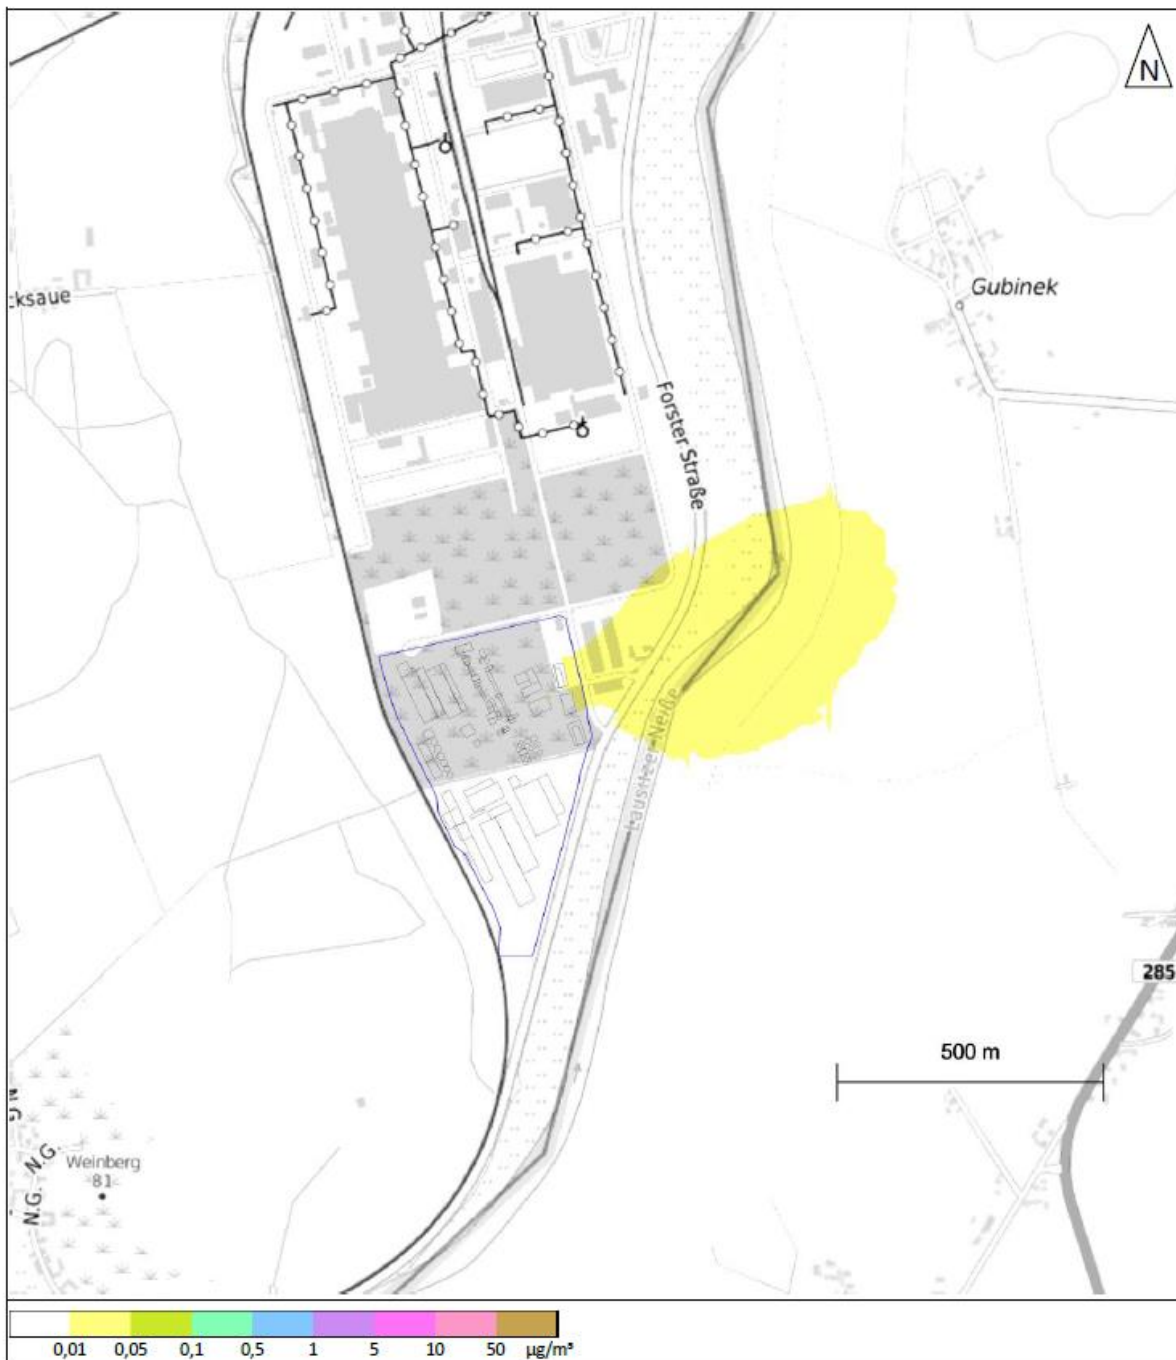 N
cksaue
Gubinek
Forster Straße
Lausitzer Neiße
285
500 m
N.G.
N.G.
Weinberg
81
0,01 0,05 0,1 0,5 1 5 10 50 µg/m³